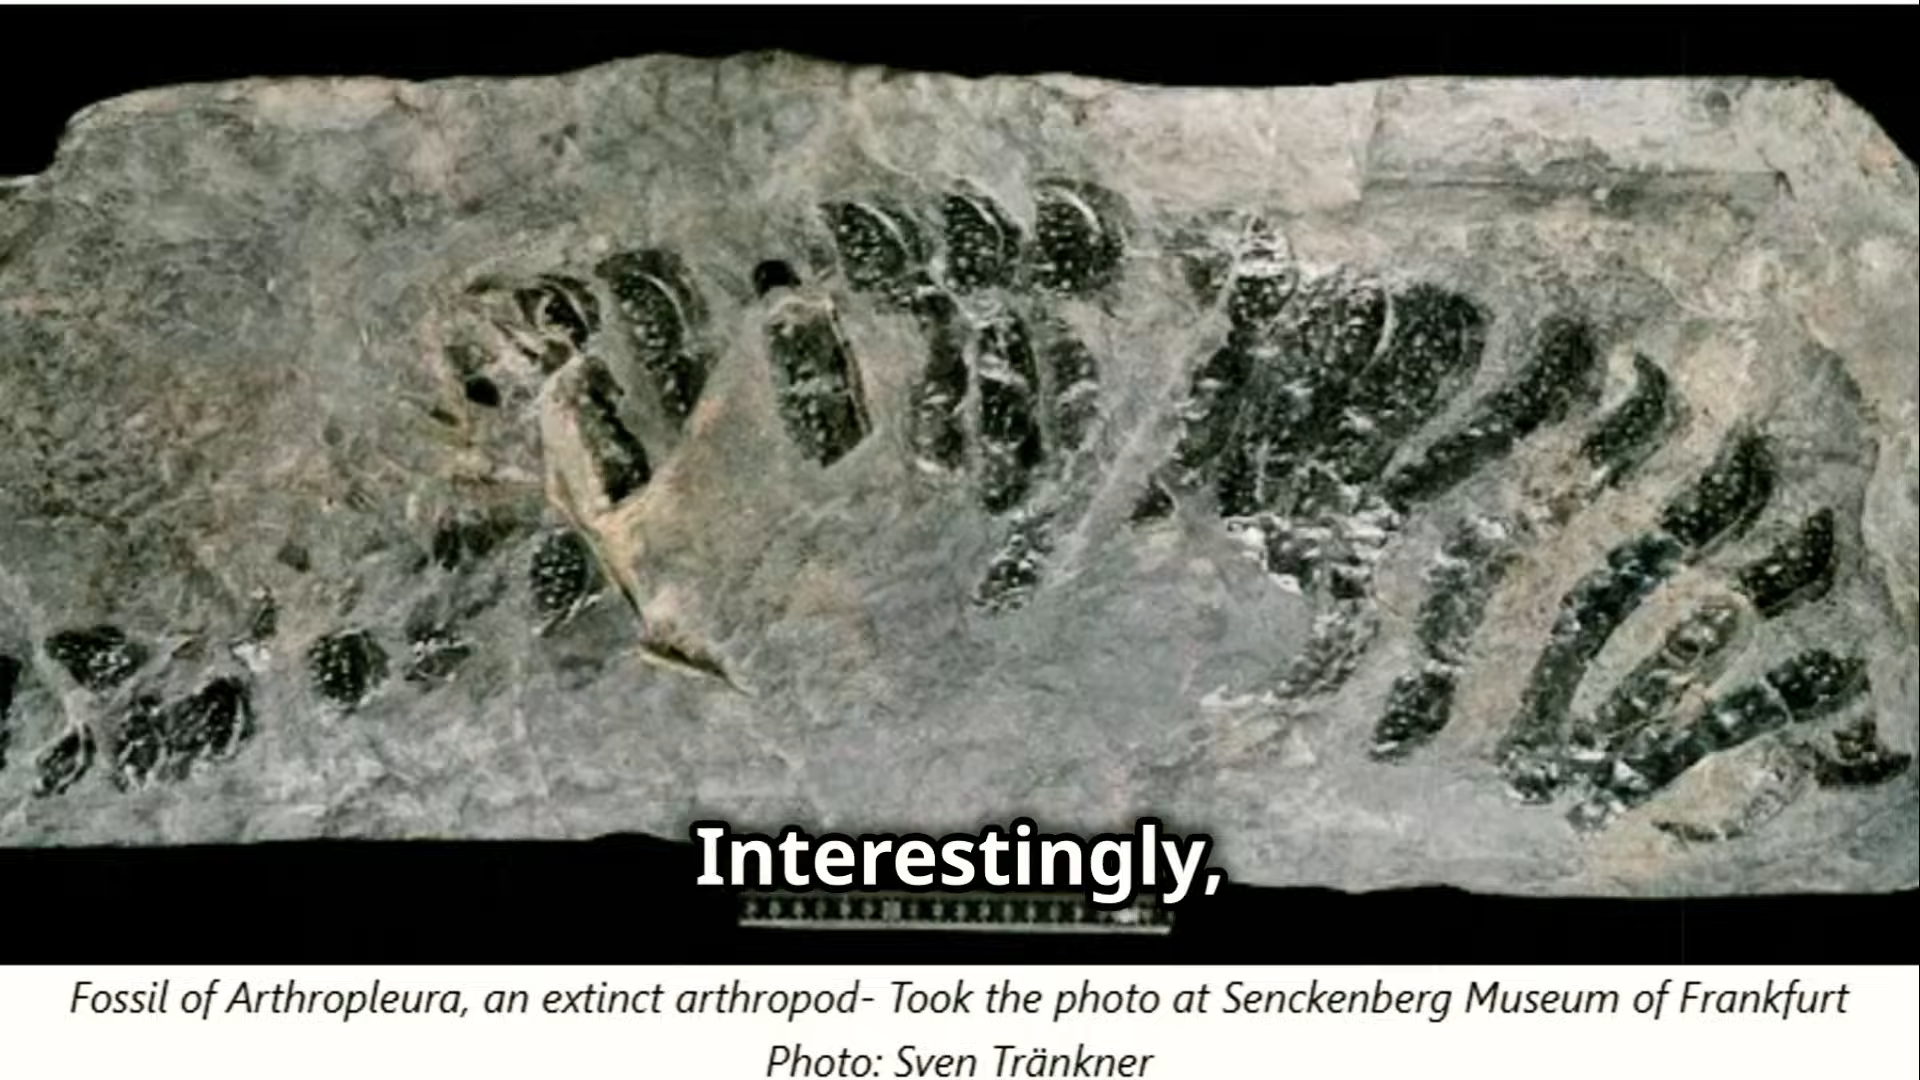 Interestingly,
Fossil of Arthropleura, an extinct arthropod- Took the photo at Senckenberg Museum of Frankfurt
Photo: Sven Tränkner